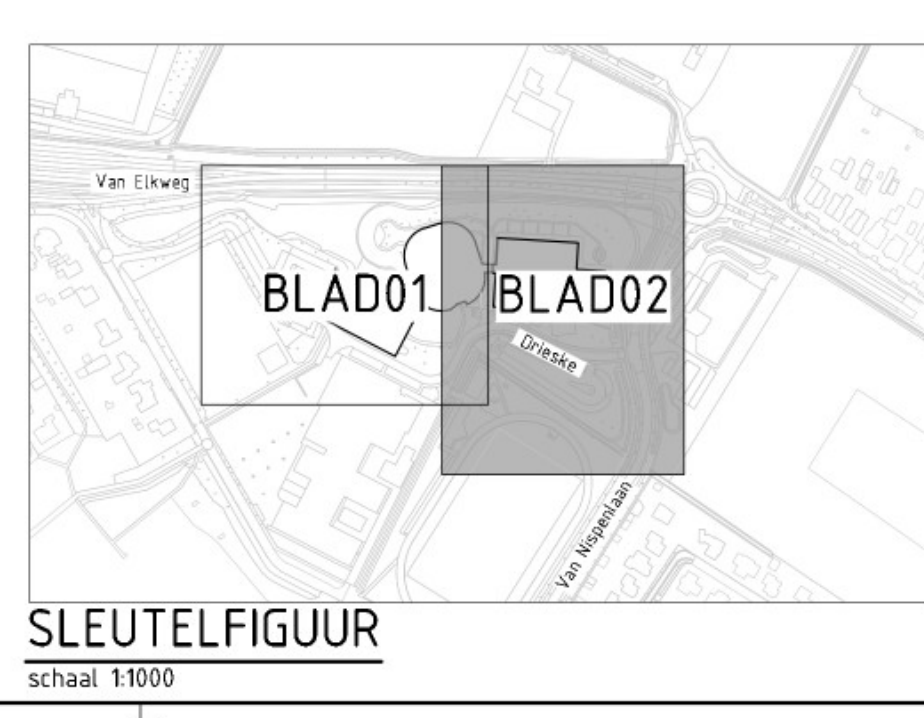 Van Elkweg
BLAD01
BLAD02
Drieske
Van Nispenlaan
SLEUTELFIGUUR
schaal 1:1000